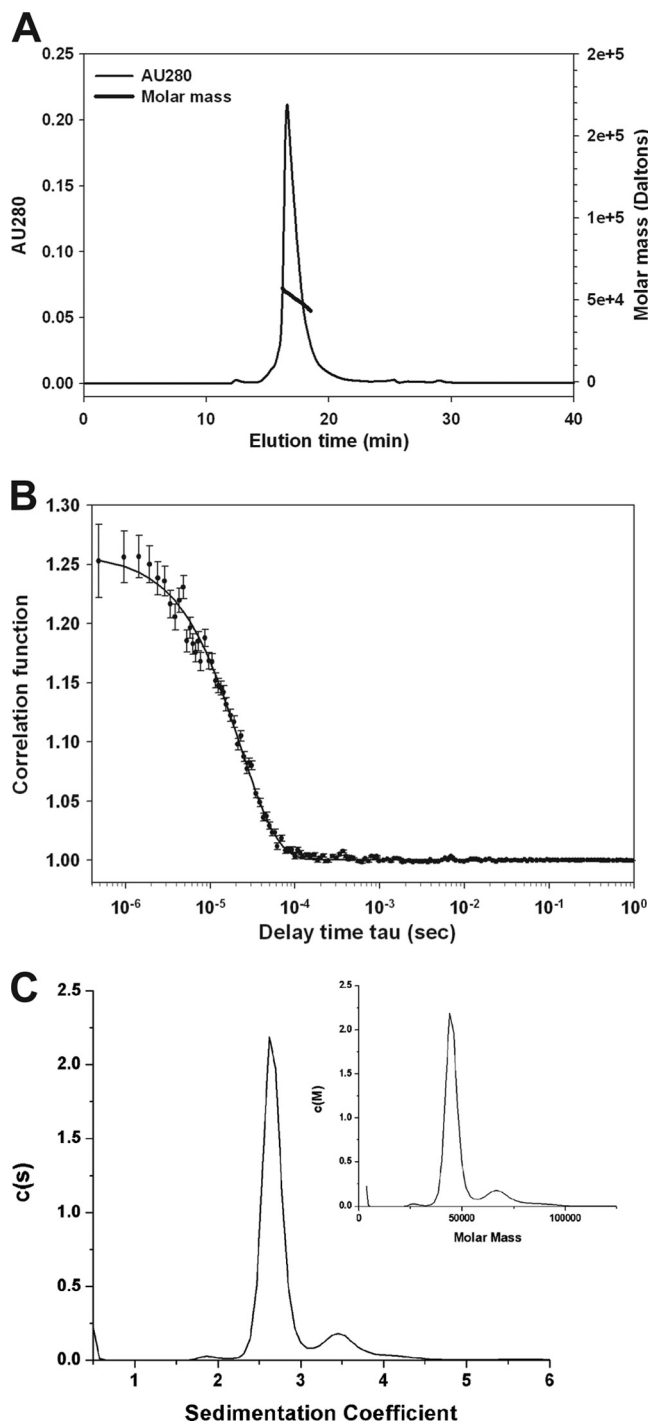 A
0.25
0.20
0.15
0.10
0.05
0.00
AU280
AU280
Molar mass
2e+5
2e+5
1e+5
5e+4
0
Molar mass (Daltons)
0
10
20
30
40
Elution time (min)
B
1.30
1.25
1.20
1.15
1.10
1.05
1.00
Correlation function
10-6
10-5
10-4
10-3
10-2
10-1
100
Delay time tau (sec)
C
2.5
2.0
1.5
1.0
0.5
0.0
c(s)
2.5
2.0
1.5
1.0
0.5
0.0
c(M)
50000
100000
Molar Mass
1
2
3
4
5
6
Sedimentation Coefficient